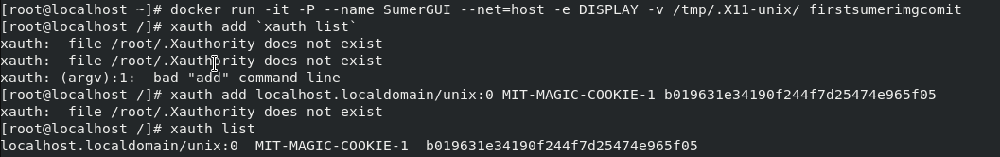 [root@localhost ~]# docker run -it -P --name SumerGUI --net=host -e DISPLAY -v /tmp/.X11-unix/ firstsumerimgcomit
[root@localhost /]# xauth add `xauth list`
xauth:  file /root/.Xauthority does not exist
xauth:  file /root/.Xauthority does not exist
xauth: (argv):1:  bad "add" command line
[root@localhost /]# xauth add localhost.localdomain/unix:0 MIT-MAGIC-COOKIE-1 b019631e34190f244f7d25474e965f05
xauth:  file /root/.Xauthority does not exist
[root@localhost /]# xauth list
localhost.localdomain/unix:0  MIT-MAGIC-COOKIE-1  b019631e34190f244f7d25474e965f05